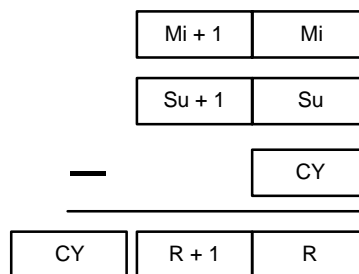 Mi + 1 Mi
Su + 1 Su
— CY
CY R + 1 R